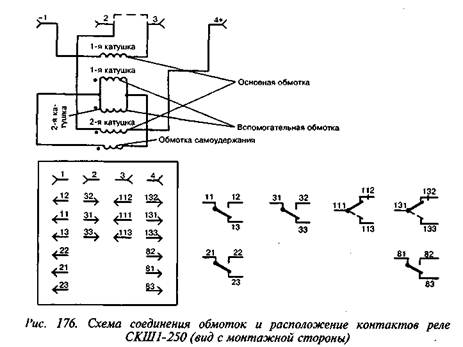 -1 2 3 4+
1-я катушка
1-я катушка
Основная обмотка
2-я ка-
тушка
2-я катушка
Вспомогательная обмотка
Обмотка самоудержания
1 2 3 4
12 32 112 132
11 31 111 131
13 33 113 133
22 82
21 81
23 83
11 12 13
31 32 33
111 112 113
131 132 133
21 22 23
81 82 83
Рис. 176. Схема соединения обмоток и расположение контактов реле
СКШ1-250 (вид с монтажной стороны)